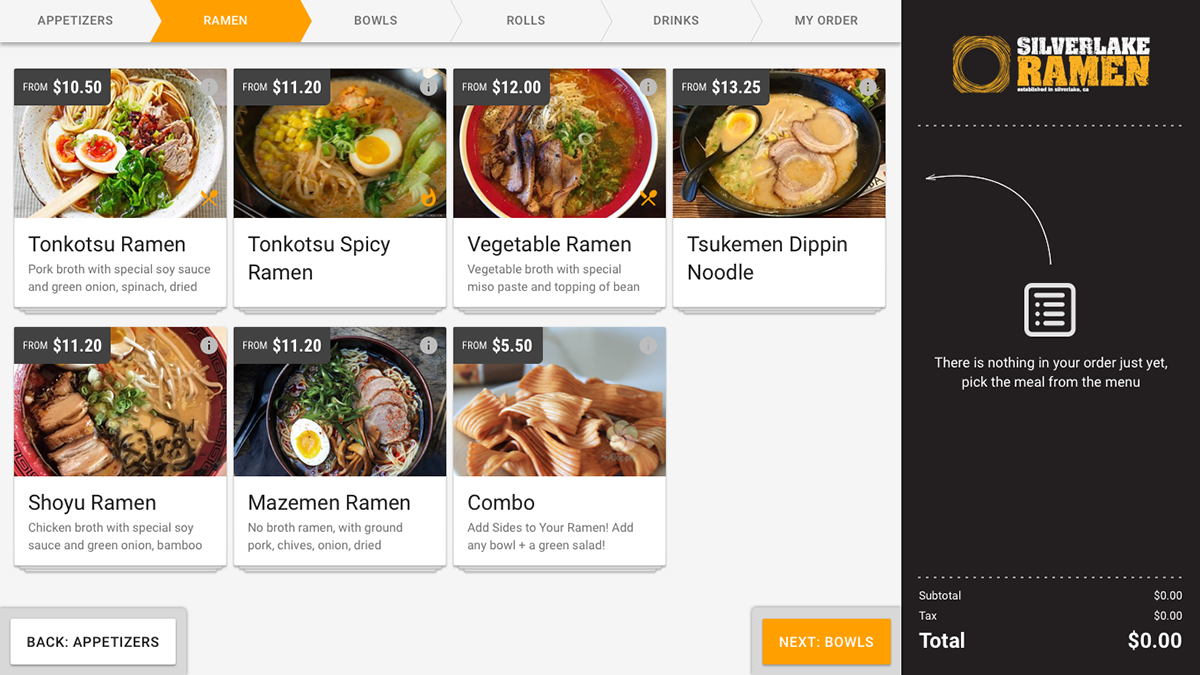 APPETIZERS
RAMEN
BOWLS
ROLLS
DRINKS
MY ORDER
FROM $10.50
Tonkotsu Ramen
Pork broth with special soy sauce
and green onion, spinach, dried
FROM $11.20
Tonkotsu Spicy
Ramen
FROM $12.00
Vegetable Ramen
Vegetable broth with special
miso paste and topping of bean
FROM $13.25
Tsukemen Dippin
Noodle
FROM $11.20
Shoyu Ramen
Chicken broth with special soy
sauce and green onion, bamboo
FROM $11.20
Mazemen Ramen
No broth ramen, with ground
pork, chives, onion, dried
FROM $5.50
Combo
Add Sides to Your Ramen! Add
any bowl + a green salad!
BACK: APPETIZERS
NEXT: BOWLS
SILVERLAKE
RAMEN
established in silverlake, ca
There is nothing in your order just yet,
pick the meal from the menu
Subtotal $0.00
Tax $0.00
Total $0.00